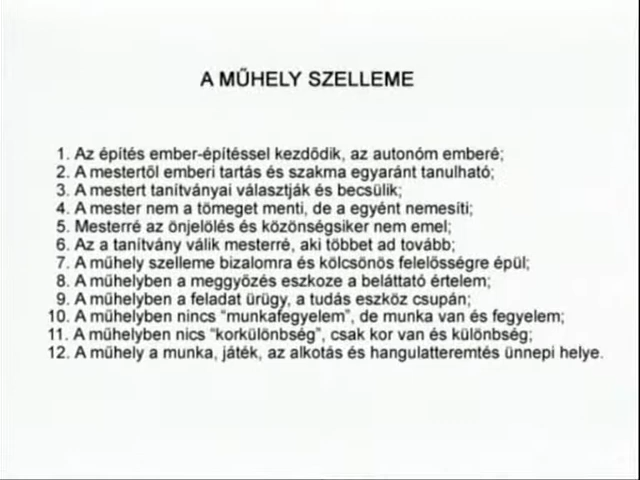 A MŰHELY SZELLEME
1. Az építés ember-építéssel kezdődik, az autonóm emberé;
2. A mestertől emberi tartás és szakma egyaránt tanulható;
3. A mestert tanítványai választják és becsülik;
4. A mester nem a tömeget menti, de a egyént nemesíti;
5. Mesterré az önjelölés és közönségsiker nem emel;
6. Az a tanítvány válik mesterré, aki többet ad tovább;
7. A műhely szelleme bizalomra és kölcsönös felelősségre épül;
8. A műhelyben a meggyőzés eszkoze a beláttató értelem;
9. A műhelyben a feladat ürügy, a tudás eszköz csupán;
10. A műhelyben nincs "munkafegyelem", de munka van és fegyelem;
11. A műhelyben nics "korkülönbség", csak kor van és különbség;
12. A műhely a munka, játék, az alkotás és hangulatteremtés ünnepi helye.